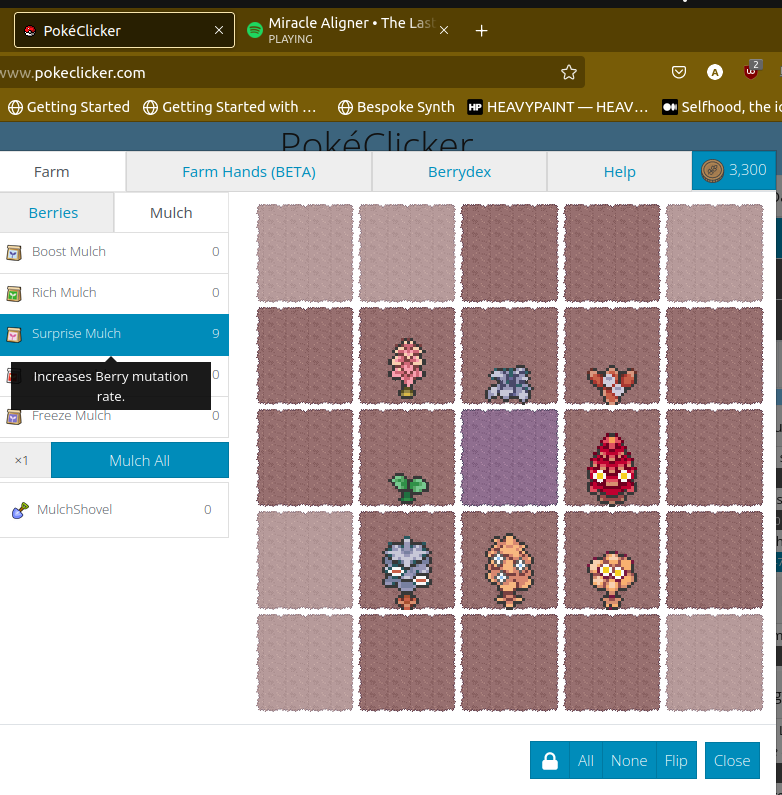 PokéClicker
Miracle Aligner • The Las
PLAYING
www.pokeclicker.com
A
2
Getting Started
Getting Started with …
Bespoke Synth
HP HEAVYPAINT — HEAV…
Selfhood, the
PokéClicker
Farm
Farm Hands (BETA)
Berrydex
Help
3,300
Berries
Mulch
Boost Mulch 0
Rich Mulch 0
Surprise Mulch 9
Increases Berry mutation
rate.
0
Freeze Mulch 0
×1
Mulch All
MulchShovel 0
All
None
Flip
Close